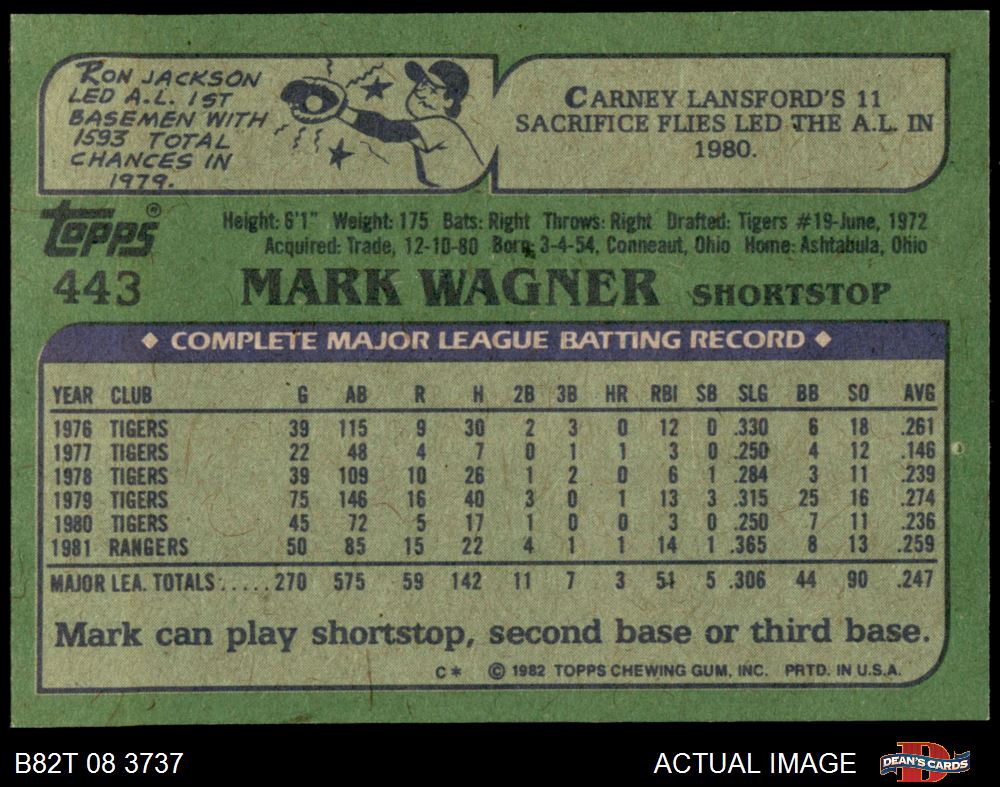 RON JACKSON
LED A.L. 1ST
BASEMEN WITH
1593 TOTAL
CHANCES IN
1979.
CARNEY LANSFORD'S 11
SACRIFICE FLIES LED THE A.L. IN
1980.
Topps®
443
Height: 6'1" Weight: 175 Bats: Right Throws: Right Drafted: Tigers #19-June, 1972
Acquired: Trade, 12-10-80 Born: 3-4-54, Conneaut, Ohio Home: Ashtabula, Ohio
MARK WAGNER SHORTSTOP
◆ COMPLETE MAJOR LEAGUE BATTING RECORD ◆
YEAR CLUB G AB R H 2B 3B HR RBI SB SLG BB SO AVG
1976 TIGERS 39 115 9 30 2 3 0 12 0 .330 6 18 .261
1977 TIGERS 22 48 4 7 0 1 1 3 0 .250 4 12 .146
1978 TIGERS 39 109 10 26 1 2 0 6 1 .284 3 11 .239
1979 TIGERS 75 146 16 40 3 0 1 13 3 .315 25 16 .274
1980 TIGERS 45 72 5 17 1 0 0 3 0 .250 7 11 .236
1981 RANGERS 50 85 15 22 4 1 1 14 1 .365 8 13 .259
MAJOR LEA. TOTALS.....270 575 59 142 11 7 3 51 5 .306 44 90 .247
Mark can play shortstop, second base or third base.
C* © 1982 TOPPS CHEWING GUM, INC. PRTD. IN U.S.A.
B82T 08 3737
ACTUAL IMAGE
D
DEAN'S CARDS